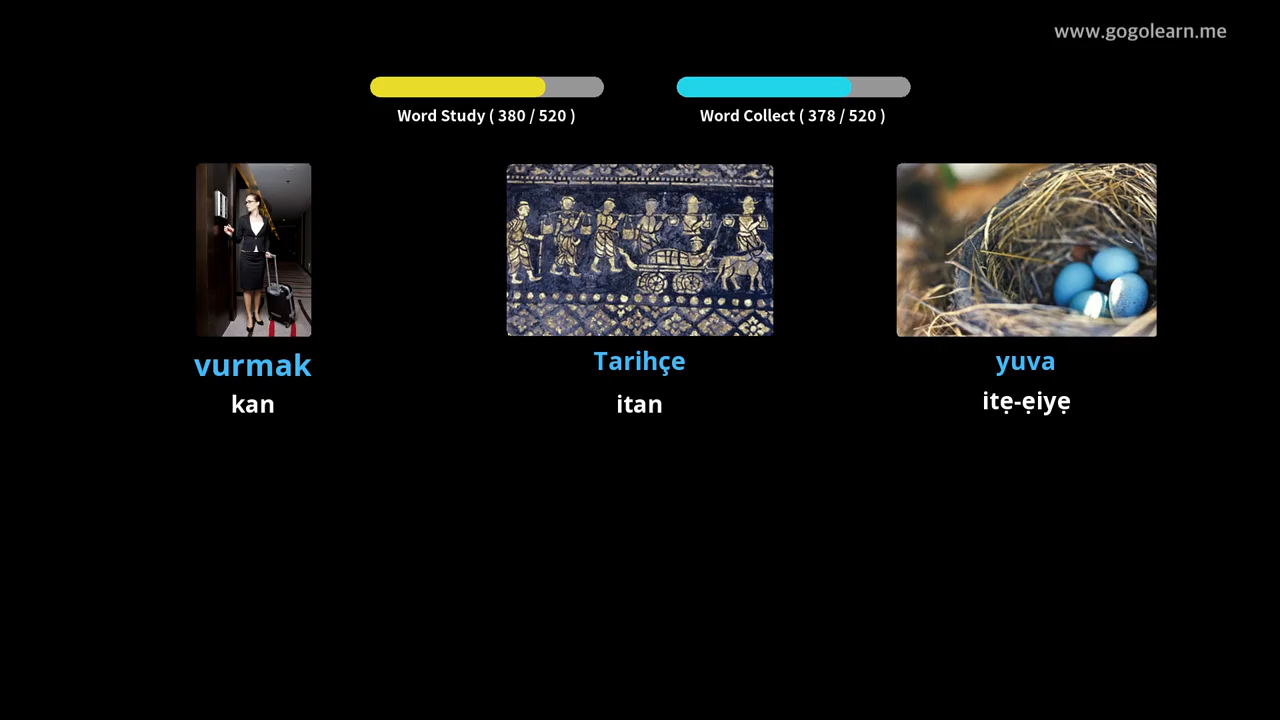 www.gogolearn.me
Word Study ( 380 / 520 )
Word Collect ( 378 / 520 )
vurmak
kan
Tarihçe
itan
yuva
itẹ-ẹiyẹ